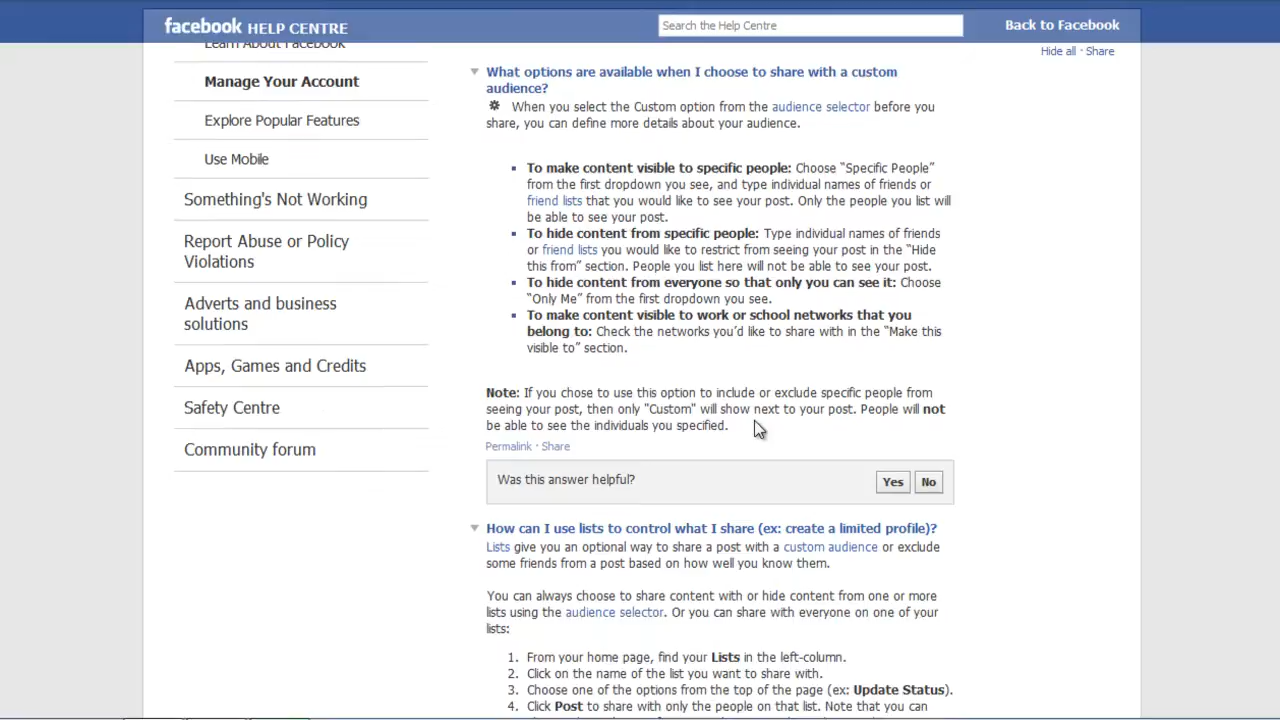 facebook HELP CENTRE
Search the Help Centre
Back to Facebook
Hide all · Share
Learn About Facebook
Manage Your Account
Explore Popular Features
Use Mobile
Something's Not Working
Report Abuse or Policy
Violations
Adverts and business
solutions
Apps, Games and Credits
Safety Centre
Community forum
What options are available when I choose to share with a custom
audience?
When you select the Custom option from the audience selector before you
share, you can define more details about your audience.
To make content visible to specific people: Choose “Specific People”
from the first dropdown you see, and type individual names of friends or
friend lists that you would like to see your post. Only the people you list will
be able to see your post.
To hide content from specific people: Type individual names of friends
or friend lists you would like to restrict from seeing your post in the “Hide
this from” section. People you list here will not be able to see your post.
To hide content from everyone so that only you can see it: Choose
“Only Me” from the first dropdown you see.
To make content visible to work or school networks that you
belong to: Check the networks you’d like to share with in the “Make this
visible to” section.
Note: If you chose to use this option to include or exclude specific people from
seeing your post, then only "Custom" will show next to your post. People will not
be able to see the individuals you specified.
Permalink · Share
Was this answer helpful?
Yes
No
How can I use lists to control what I share (ex: create a limited profile)?
Lists give you an optional way to share a post with a custom audience or exclude
some friends from a post based on how well you know them.
You can always choose to share content with or hide content from one or more
lists using the audience selector. Or you can share with everyone on one of your
lists:
1. From your home page, find your Lists in the left-column.
2. Click on the name of the list you want to share with.
3. Choose one of the options from the top of the page (ex: Update Status).
4. Click Post to share with only the people on that list. Note that you can